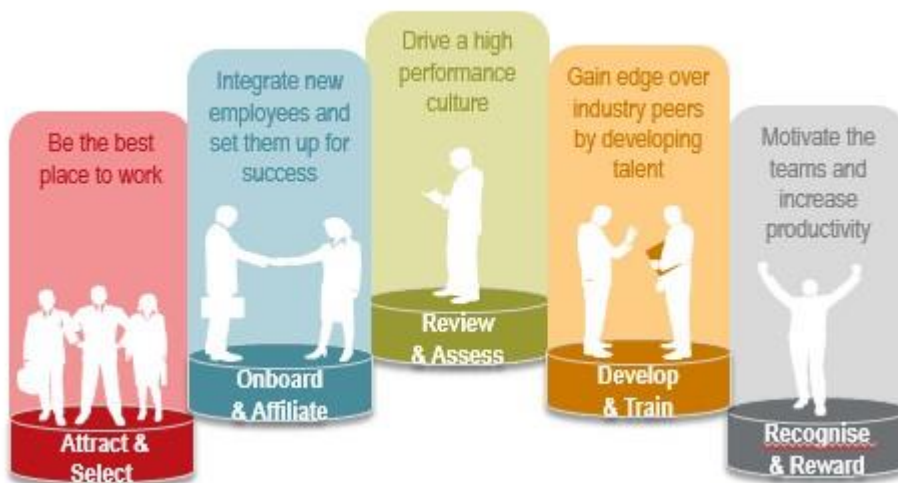 Be the best
place to work
Attract &
Select
Integrate new
employees and
set them up for
success
Onboard
& Affiliate
Drive a high
performance
culture
Review
& Assess
Gain edge over
industry peers
by developing
talent
Develop
& Train
Motivate the
teams and
increase
productivity
Recognise
& Reward